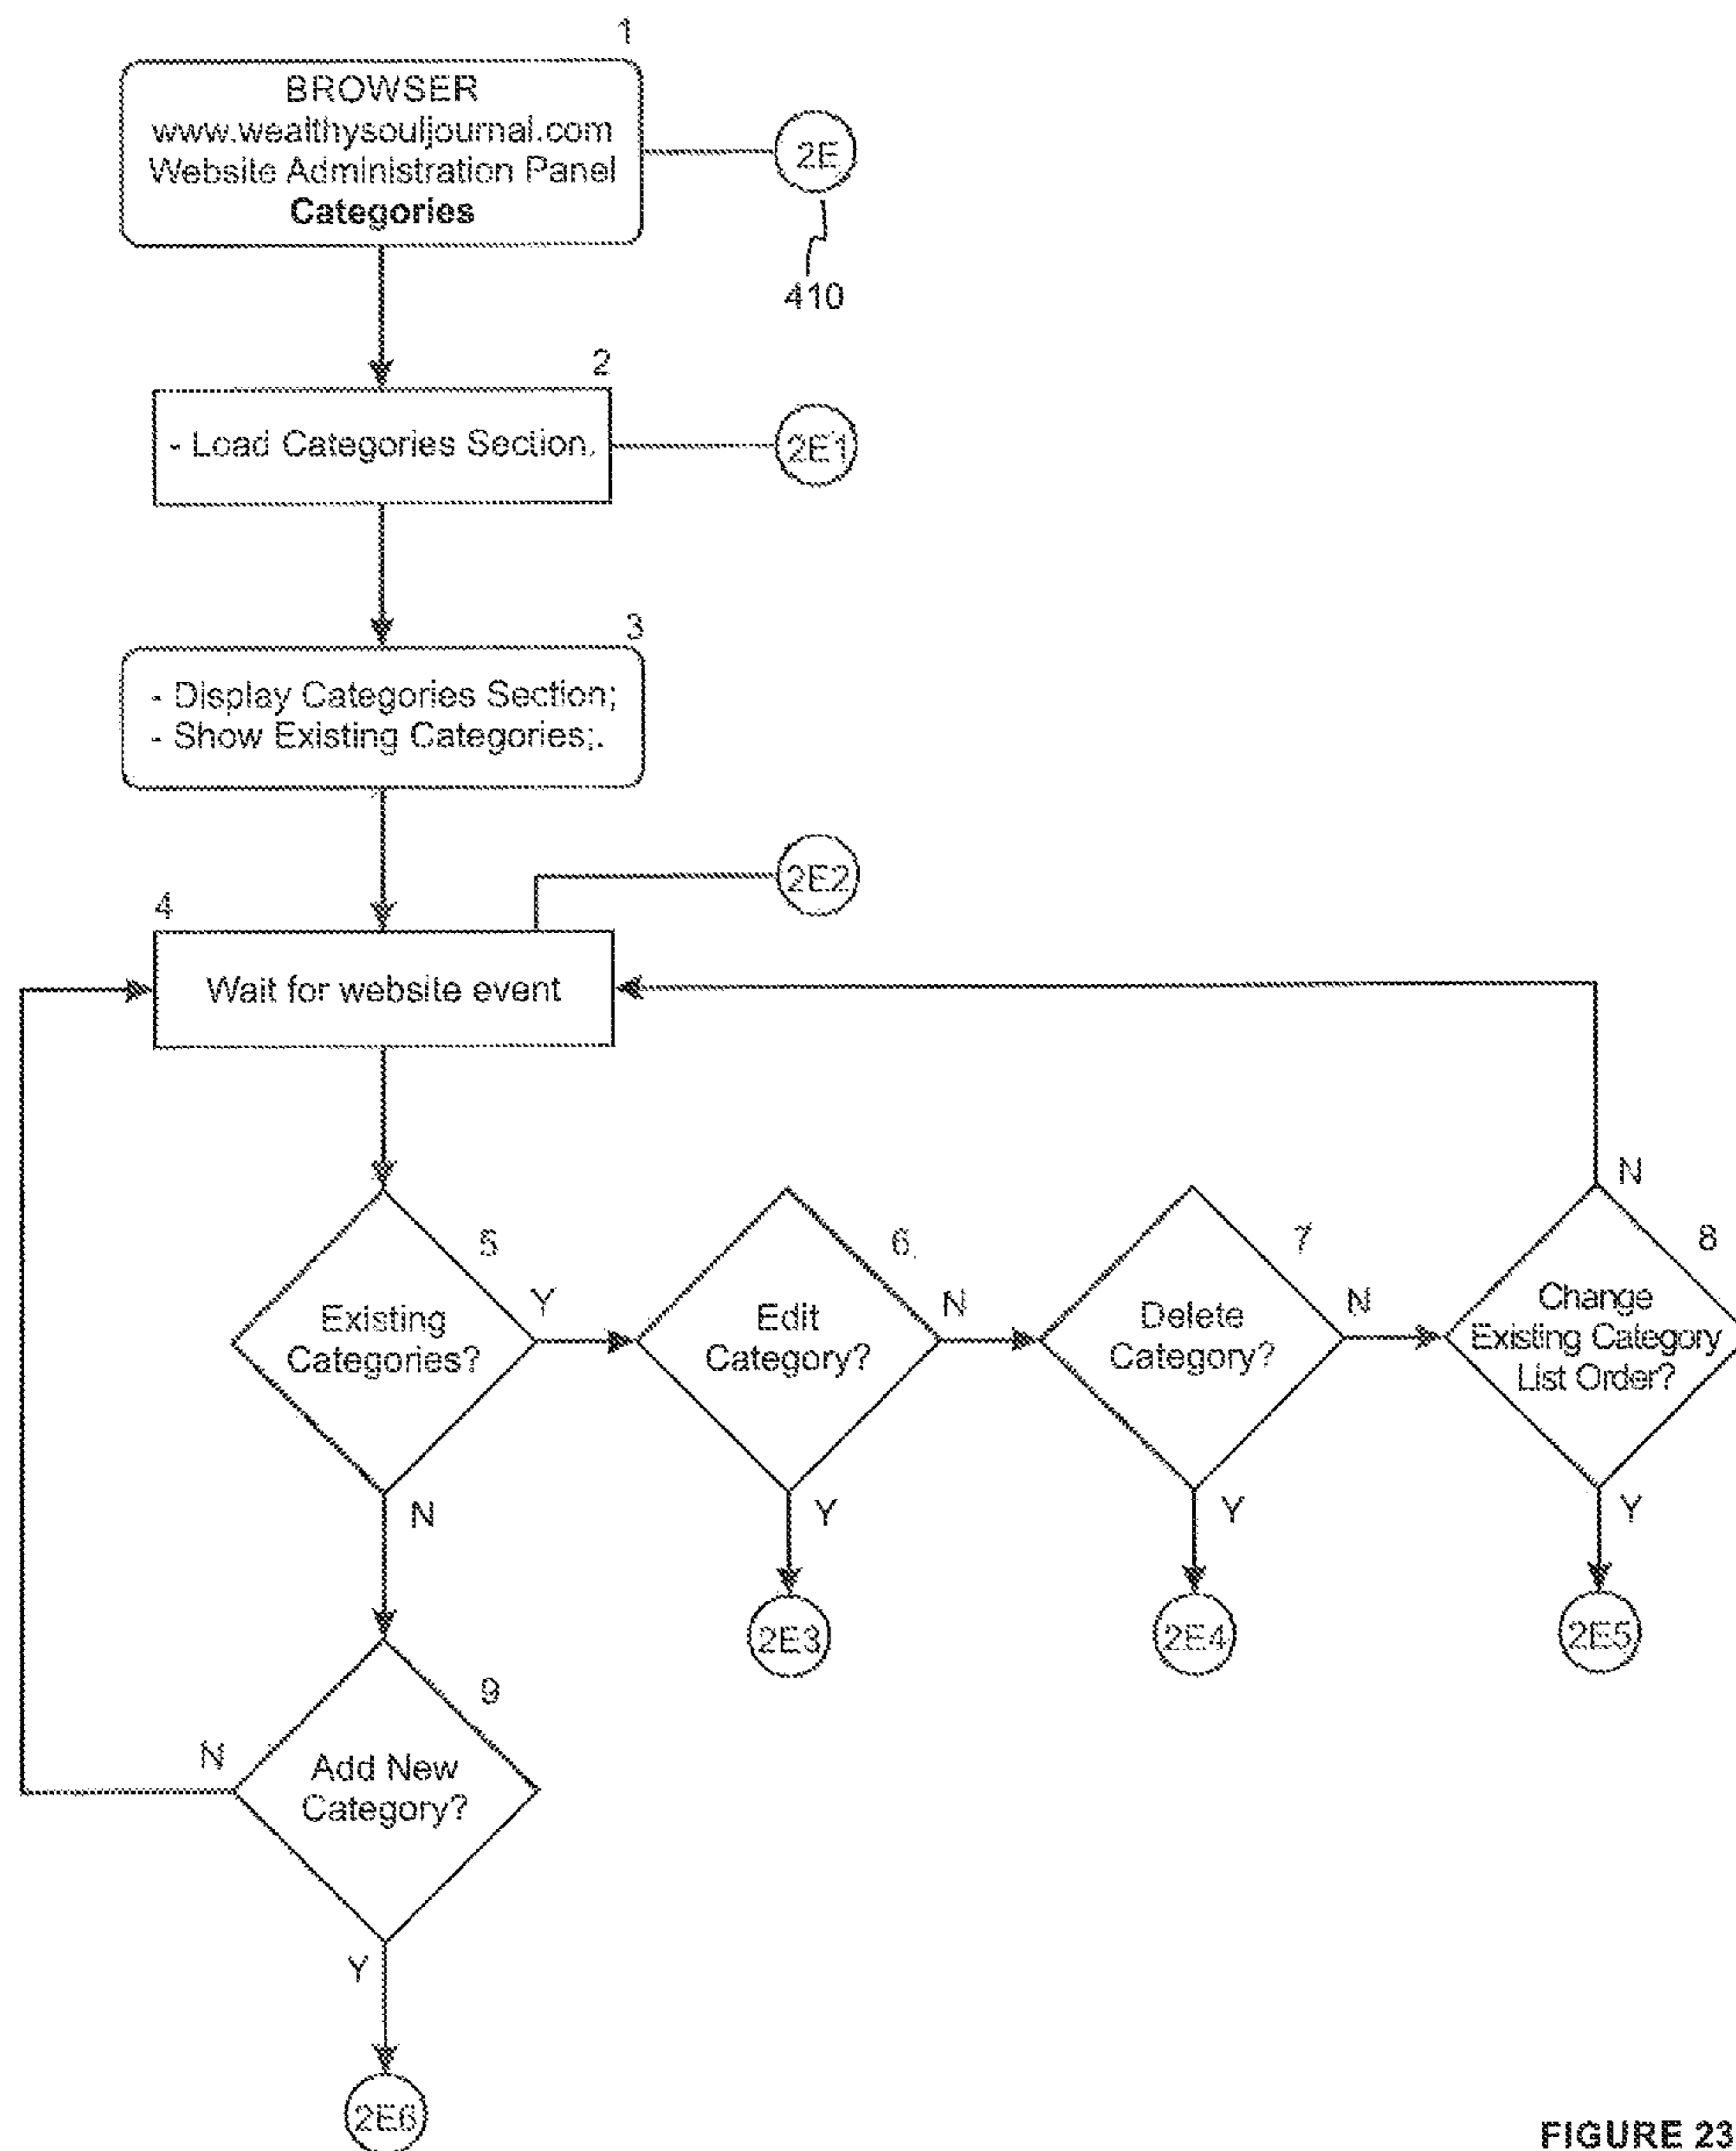 1
BROWSER
www.wealthysouljournal.com
Website Administration Panel
Categories
2E
410
2
- Load Categories Section.
2E1
3
- Display Categories Section;
- Show Existing Categories;.
2E2
4
Wait for website event
N
5
6.
7
8
Existing
Categories?
Y
Edit
Category?
N
Delete
Category?
N
Change
Existing Category
List Order?
N
Y
Y
Y
2E3
2E4
2E5
9
N
Add New
Category?
Y
2E6
FIGURE 23